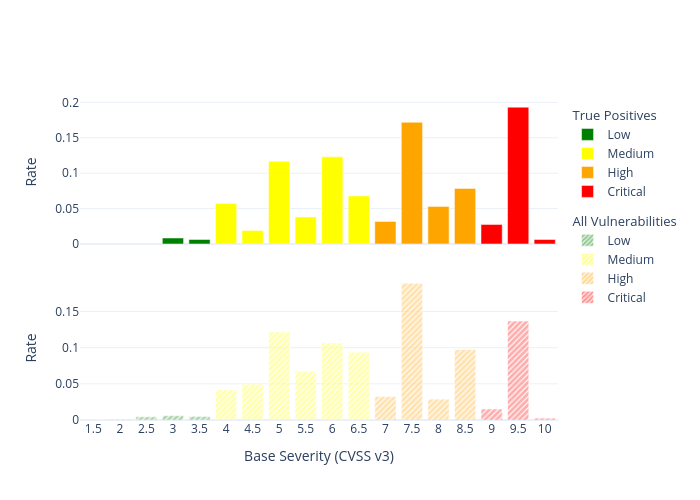 0.2
0.15
0.1
0.05
0
Rate
True Positives
Low
Medium
High
Critical
All Vulnerabilities
Low
Medium
High
Critical
0.15
0.1
0.05
0
Rate
1.5 2 2.5 3 3.5 4 4.5 5 5.5 6 6.5 7 7.5 8 8.5 9 9.5 10
Base Severity (CVSS v3)